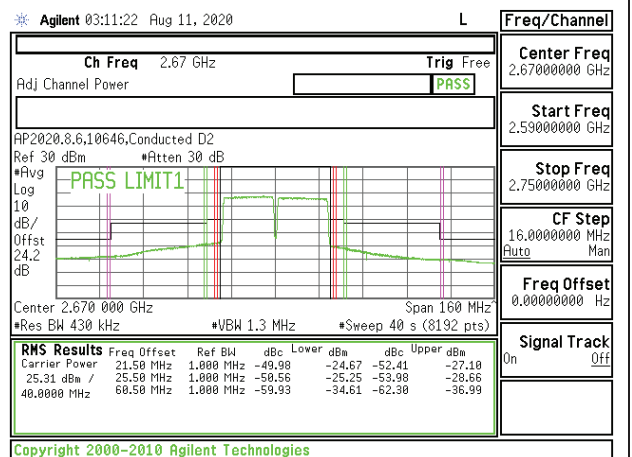 Agilent 03:11:22 Aug 11, 2020 L
Freq/Channel
Ch Freq 2.67 GHz Trig Free
Adj Channel Power
PASS
AP2020.8.6,10646,Conducted D2
Ref 30 dBm #Atten 30 dB
#Avg
Log
10
dB/
Offst
24.2
dB
PASS LIMIT1
Center 2.670 000 GHz Span 160 MHz
#Res BW 430 kHz #VBW 1.3 MHz #Sweep 40 s (8192 pts)
RMS Results Freq Offset Ref BW dBc Lower dBm dBc Upper dBm
Carrier Power 21.50 MHz 1.000 MHz -49.98 -24.67 -52.41 -27.10
25.31 dBm / 25.50 MHz 1.000 MHz -50.56 -25.25 -53.98 -28.66
40.0000 MHz 60.50 MHz 1.000 MHz -59.93 -34.61 -62.30 -36.99
Copyright 2000-2010 Agilent Technologies
Center Freq
2.67000000 GHz
Start Freq
2.59000000 GHz
Stop Freq
2.75000000 GHz
CF Step
16.0000000 MHz
Auto Man
Freq Offset
0.00000000 Hz
Signal Track
On Off